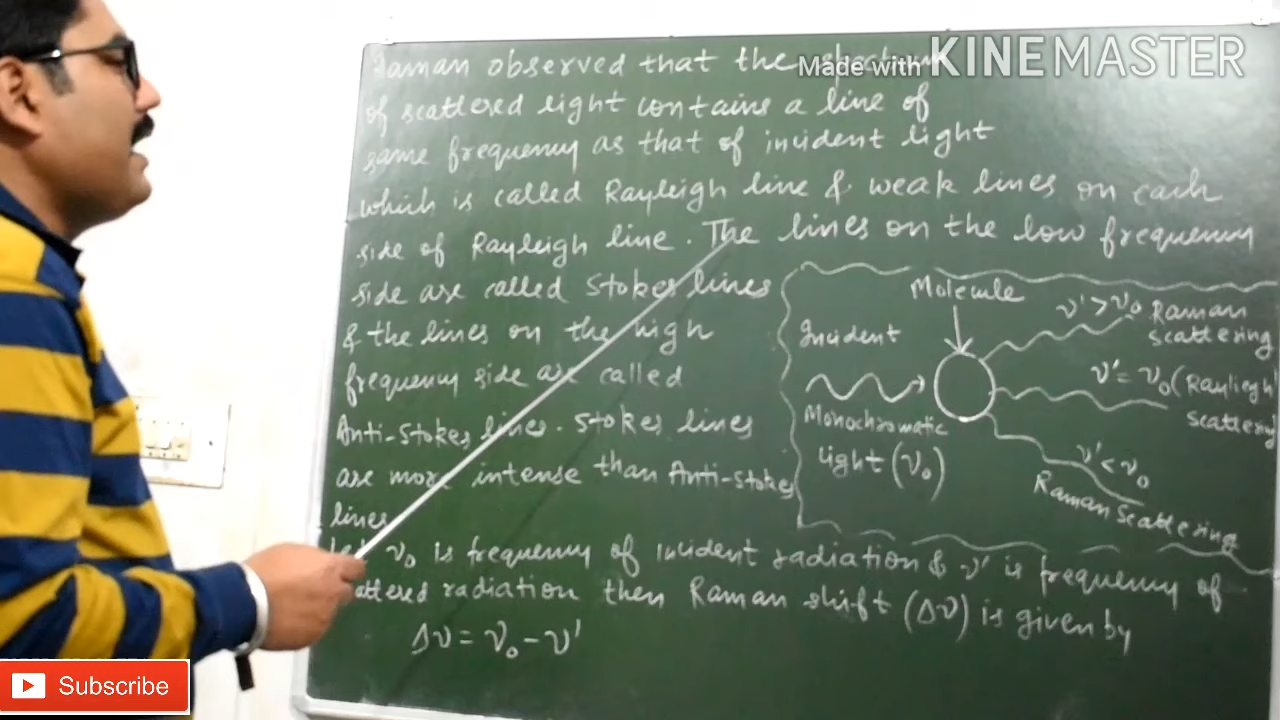 Raman observed that the spectrum
of scattered light contains a line of
same frequency as that of incident light
which is called Rayleigh line & weak lines on each
side of Rayleigh line. The lines on the low frequency
side are called Stokes lines
& the lines on the high
frequency side are called
Anti-Stokes lines. Stokes lines
are more intense than Anti-Stokes
lines
Let ν₀ is frequency of incident radiation & ν' is frequency of
scattered radiation then Raman shift (Δν) is given by
Δν = ν₀ - ν'
Molecule
Incident
Monochromatic
light (ν₀)
ν' > ν₀ Raman
scattering
ν' = ν₀ (Rayliegh
scattering
ν' < ν₀
Raman Scattering
Made with KINEMASTER
Subscribe